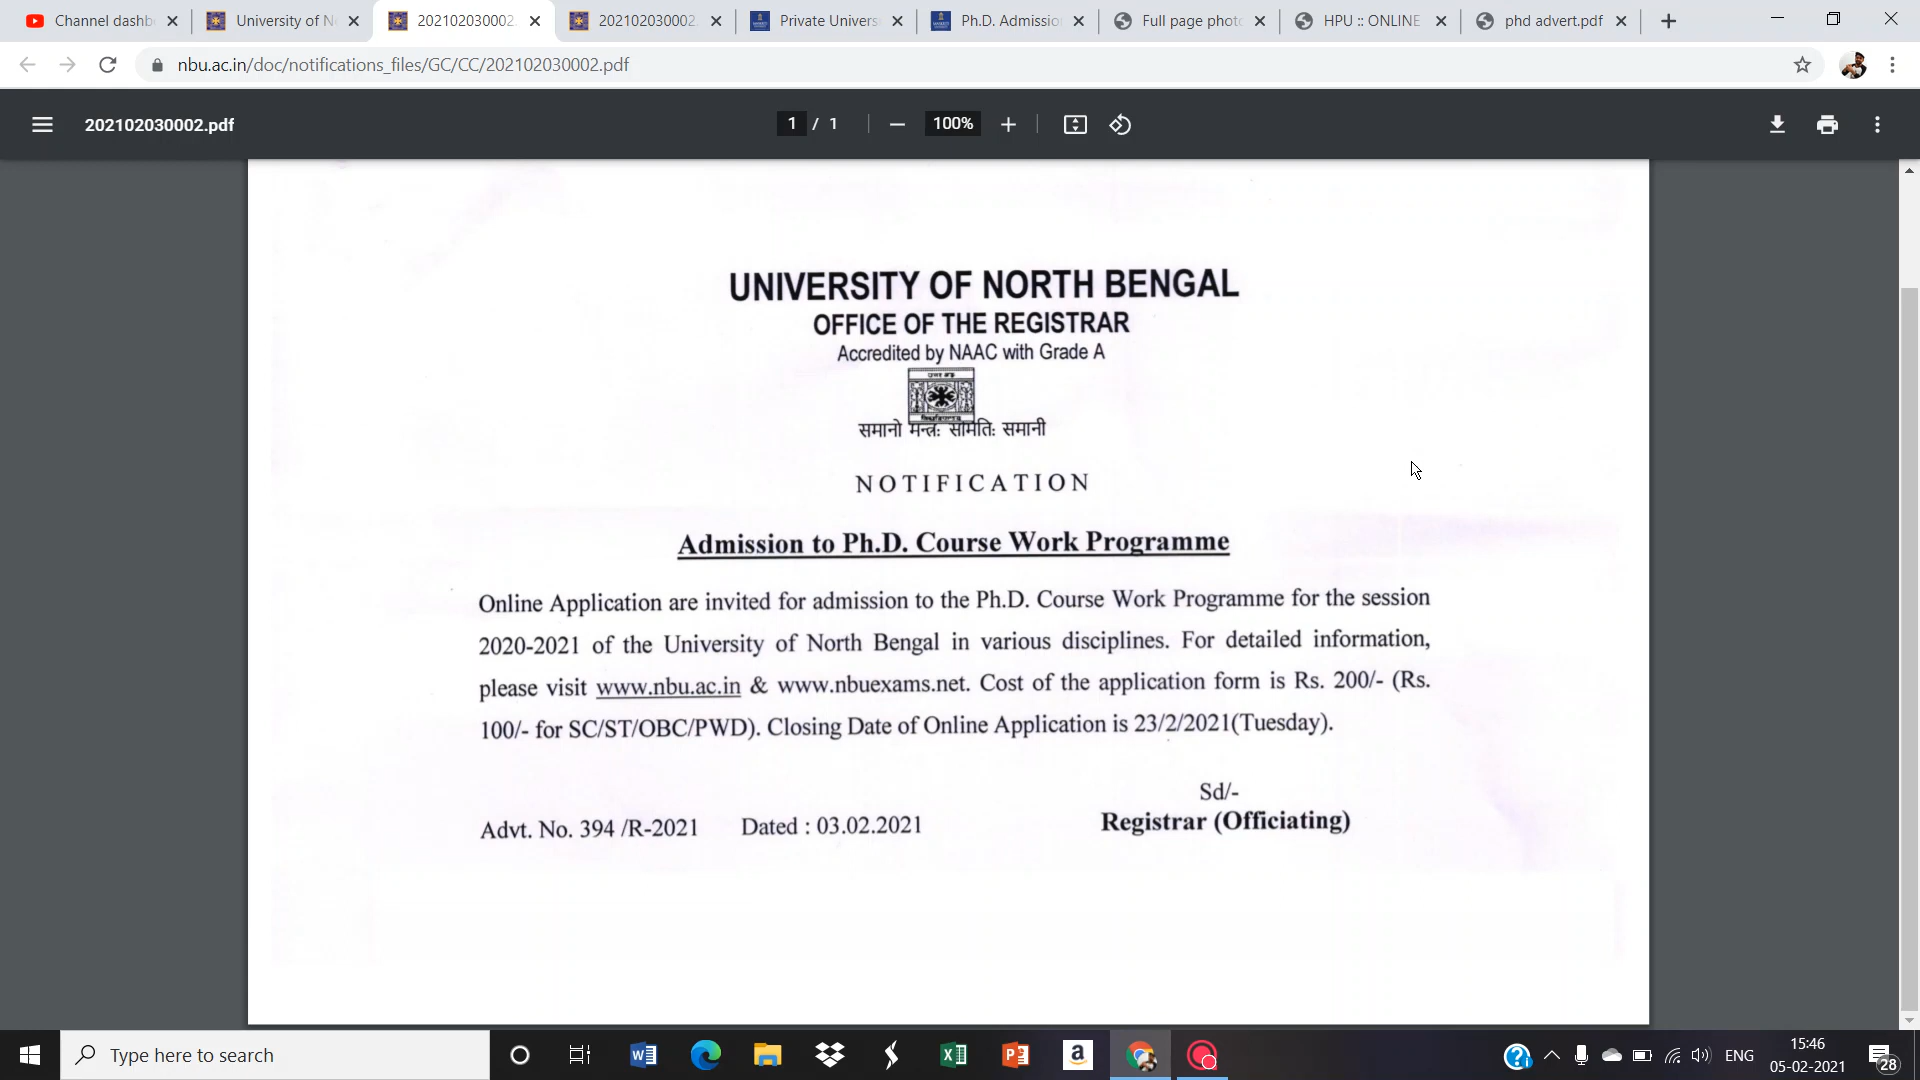 Channel dashb
University of N
202102030002.
202102030002.
Private Univers
Ph.D. Admissio
Full page photo
HPU :: ONLINE
phd advert.pdf
nbu.ac.in/doc/notifications_files/GC/CC/202102030002.pdf
202102030002.pdf
1 / 1
100%
UNIVERSITY OF NORTH BENGAL
OFFICE OF THE REGISTRAR
Accredited by NAAC with Grade A
समानो मन्त्रः समितिः समानी
NOTIFICATION
Admission to Ph.D. Course Work Programme
Online Application are invited for admission to the Ph.D. Course Work Programme for the session
2020-2021 of the University of North Bengal in various disciplines. For detailed information,
please visit www.nbu.ac.in & www.nbuexams.net. Cost of the application form is Rs. 200/- (Rs.
100/- for SC/ST/OBC/PWD). Closing Date of Online Application is 23/2/2021(Tuesday).
Sd/-
Advt. No. 394 /R-2021 Dated : 03.02.2021 Registrar (Officiating)
Type here to search
ENG
15:46
05-02-2021
28